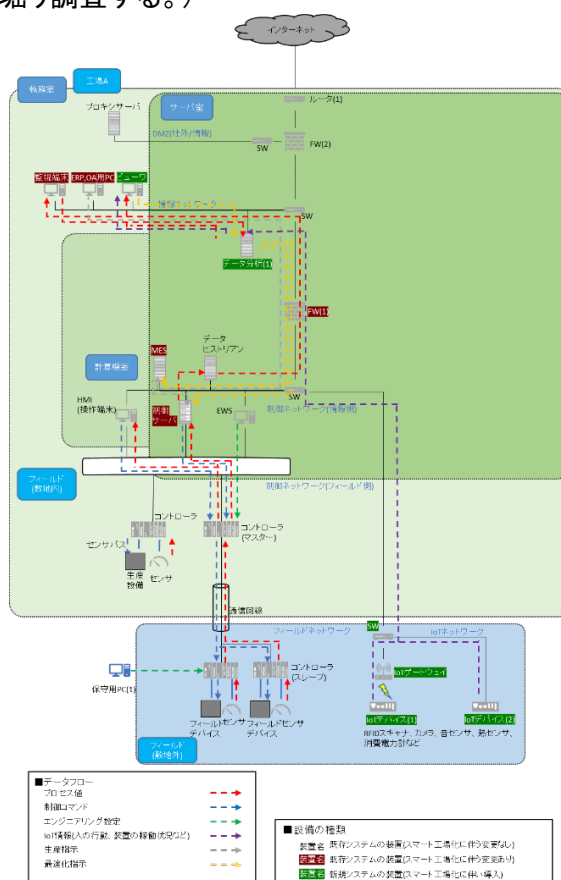 掘り調査する。)
インターネット
執務室
工場A
サーバ室
ルータ(1)
プロキシサーバ
DMZ(社外/情報)
SW
FW(2)
監視端末
ERP,OA用PC
ビューワ
情報ネットワーク
SW
データ分析(1)
FW(1)
データ
ヒストリアン
MES
計算機室
SW
HMI
(操作端末)
制御
サーバ
EWS
制御ネットワーク(情報側)
フィールド
(敷地内)
制御ネットワーク(フィールド側)
コントローラ
コントローラ
(マスター)
センサバス
生産
設備
センサ
通信回線
フィールドネットワーク
SW
IoTネットワーク
IoTゲートウェイ
保守用PC(1)
コントローラ
(スレーブ)
フィールド
デバイス
センサ
フィールド
デバイス
センサ
IoTデバイス(1)
IoTデバイス(2)
RFIDスキャナ、カメラ、音センサ、熱センサ、
消費電力計など
フィールド
(敷地外)
■データフロー
プロセス値
制御コマンド
エンジニアリング設定
IoT情報(人の行動、装置の稼働状況など)
生産指示
最適化指示
■設備の種類
装置名 既存システムの装置(スマート工場化に伴う変更なし)
装置名 既存システムの装置(スマート工場化に伴う変更あり)
装置名 新規システムの装置(スマート工場化に伴い導入)